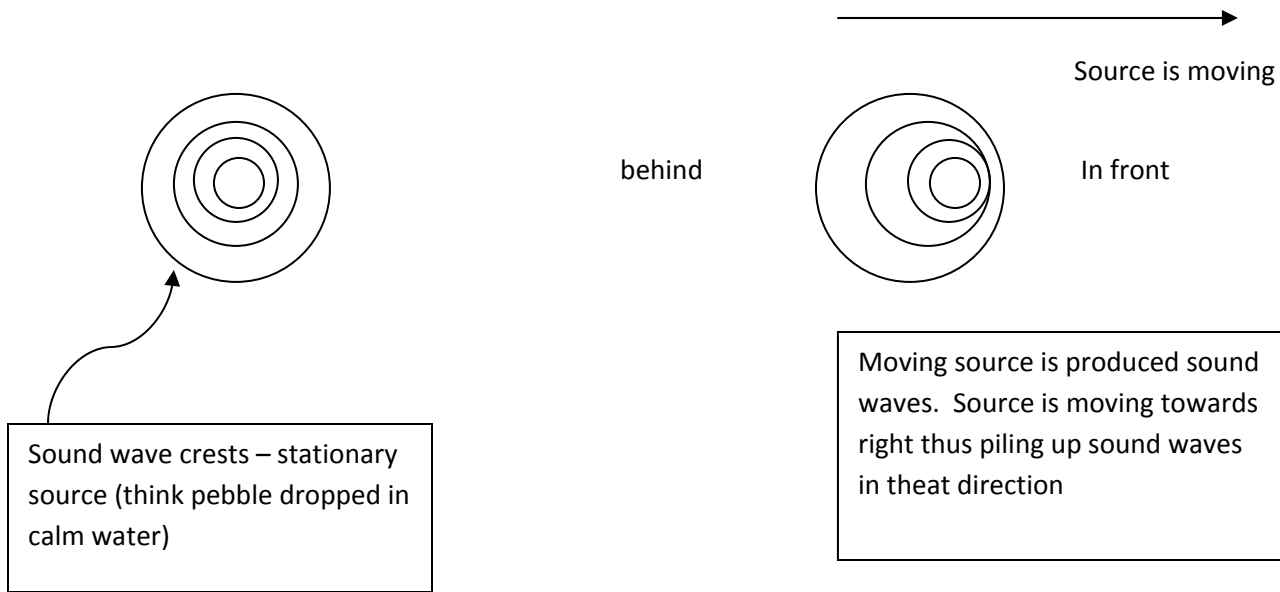 Source is moving
behind
In front
Moving source is produced sound
waves.  Source is moving towards
right thus piling up sound waves
in theat direction
Sound wave crests – stationary
source (think pebble dropped in
calm water)